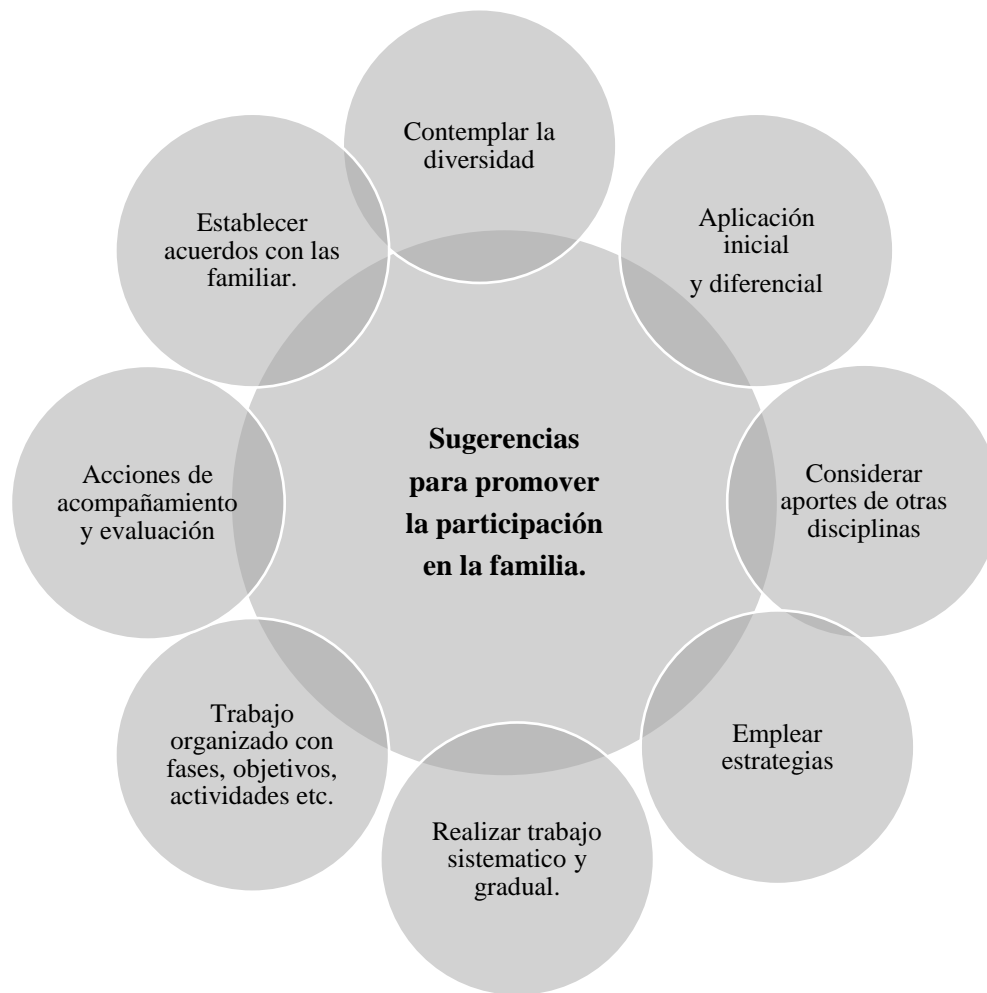 Contemplar la
diversidad
Aplicación
inicial
y diferencial
Considerar
aportes de otras
disciplinas
Emplear
estrategias
Realizar trabajo
sistematico y
gradual.
Trabajo
organizado con
fases, objetivos,
actividades etc.
Acciones de
acompañamiento
y evaluación
Establecer
acuerdos con las
familiar.
Sugerencias
para promover
la participación
en la familia.